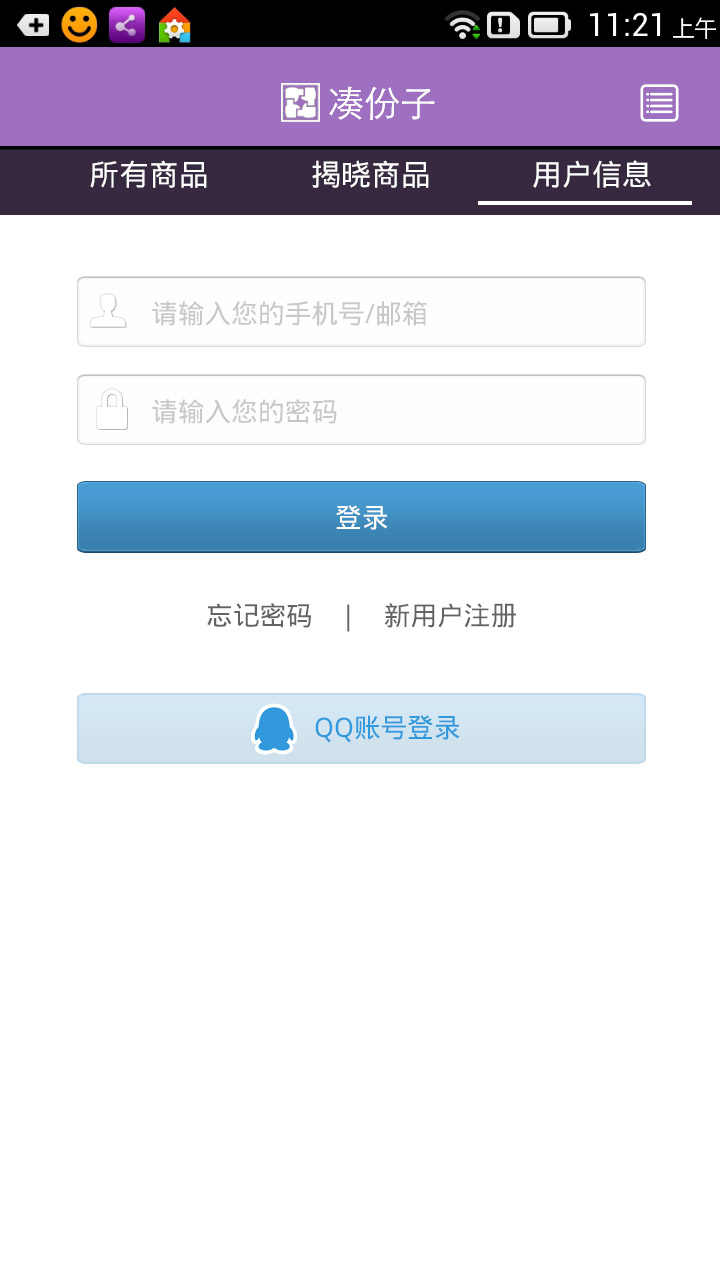 11:21 上午
凑份子
所有商品 揭晓商品 用户信息
请输入您的手机号/邮箱
请输入您的密码
登录
忘记密码 | 新用户注册
QQ账号登录